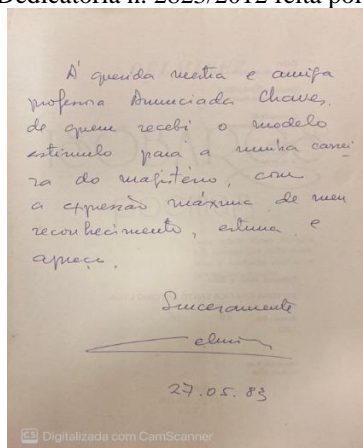 Dedicatória n. 2823/2012 feita por
À querida mestra e amiga
professora Anunciada Chaves,
de quem recebi o modelo
estímulo para a minha carrei
ra do magistério, com
a expressão máxima de meu
reconhecimento, estima e
apreço.
Sinceramente
27.05.83
CS Digitalizada com CamScanner